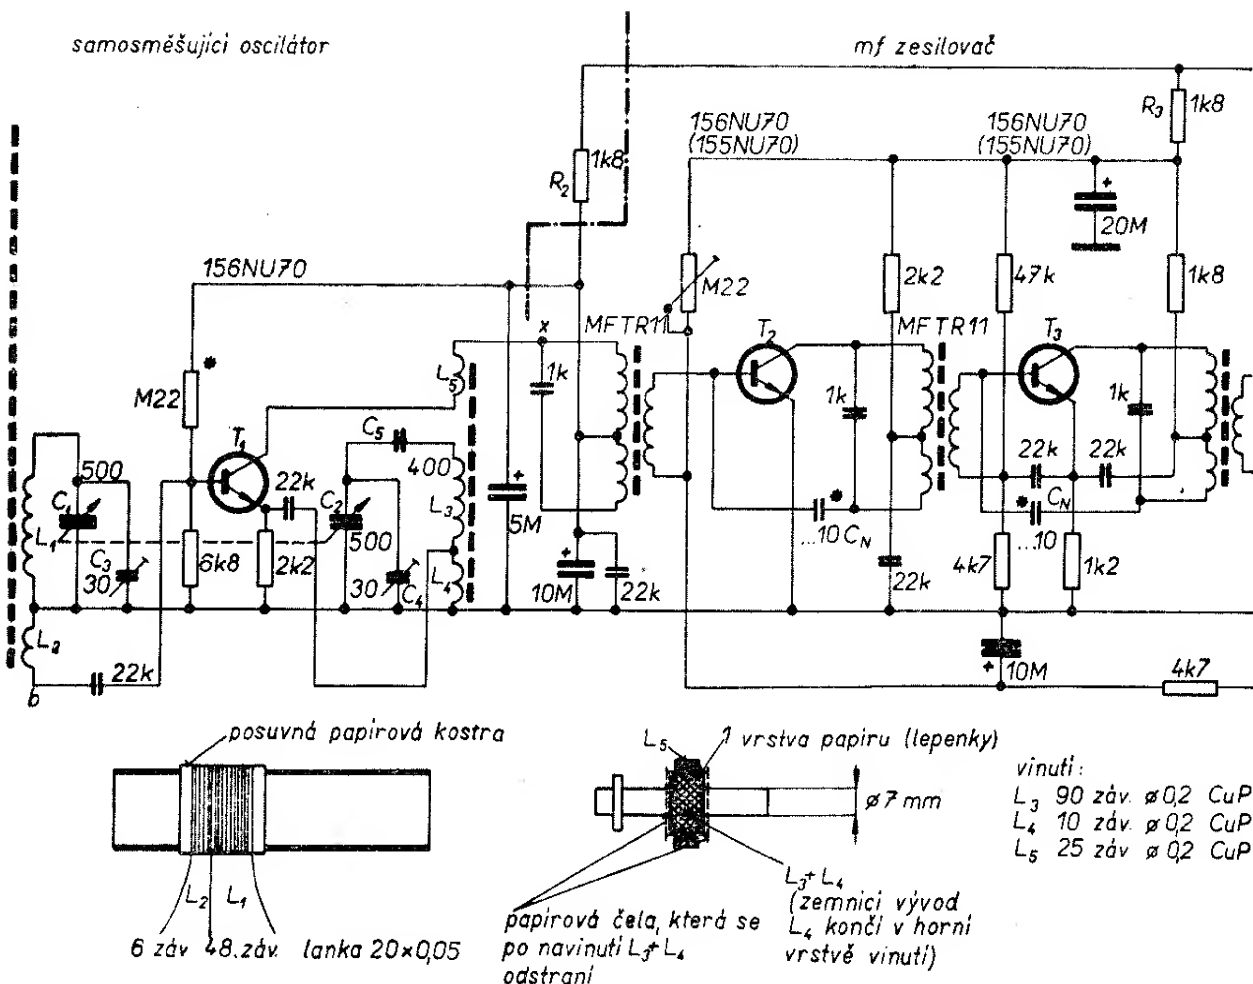 samosměšující oscilátor
mf zesilovač
R₃
1k8
156NU70
(155NU70)
156NU70
(155NU70)
R₂
1k8
20M
156NU70
M22
2k2
47k
1k8
MFTR11
MFTR11
x
T₂
T₃
L₅
1k
1k
1k
M22
T₁
C₅
400
500
22k
C₂
L₃
22k
22k
C₁
L₁
500
5M
...10 C_N
C_N
...10
C₃
30
6k8
2k2
30
C₄
L₄
10M
22k
22k
4k7
1k2
L₂
22k
10M
4k7
b
posuvná papírová kostra
L₅
1 vrstva papíru (lepenky)
ø7 mm
vinutí:
L₃ 90 záv. ø 0,2 CuP
L₄ 10 záv. ø 0,2 CuP
L₅ 25 záv ø 0,2 CuP
L₂ L₁
6 záv 48.záv. lanka 20×0,05
papírová čela, která se
po navinutí L₃+L₄
odstraní
L₃+L₄
(zemnicí vývod
L₄ končí v horní
vrstvě vinutí)